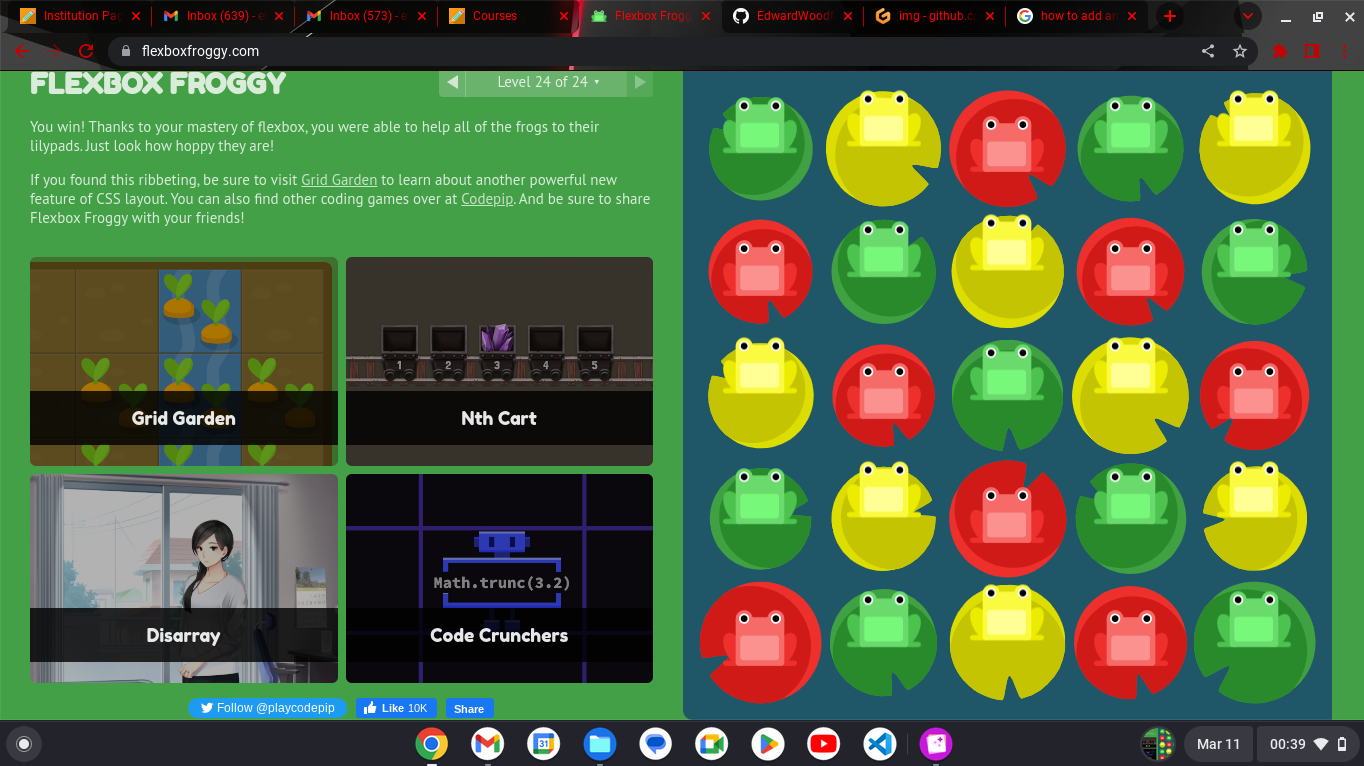 Institution Pag
Inbox (639) - e
Inbox (573) - e
Courses
Flexbox Frogg
EdwardWoodf
img - github.c
how to add an
flexboxfroggy.com
FLEXBOX FROGGY
Level 24 of 24
You win! Thanks to your mastery of flexbox, you were able to help all of the frogs to their
lilypads. Just look how hoppy they are!
If you found this ribbeting, be sure to visit Grid Garden to learn about another powerful new
feature of CSS layout. You can also find other coding games over at Codepip. And be sure to share
Flexbox Froggy with your friends!
1 2 3 4 5
Grid Garden
Nth Cart
Math.trunc(3.2)
Disarray
Code Crunchers
Follow @playcodepip
Like 10K
Share
31
Mar 11
00:39